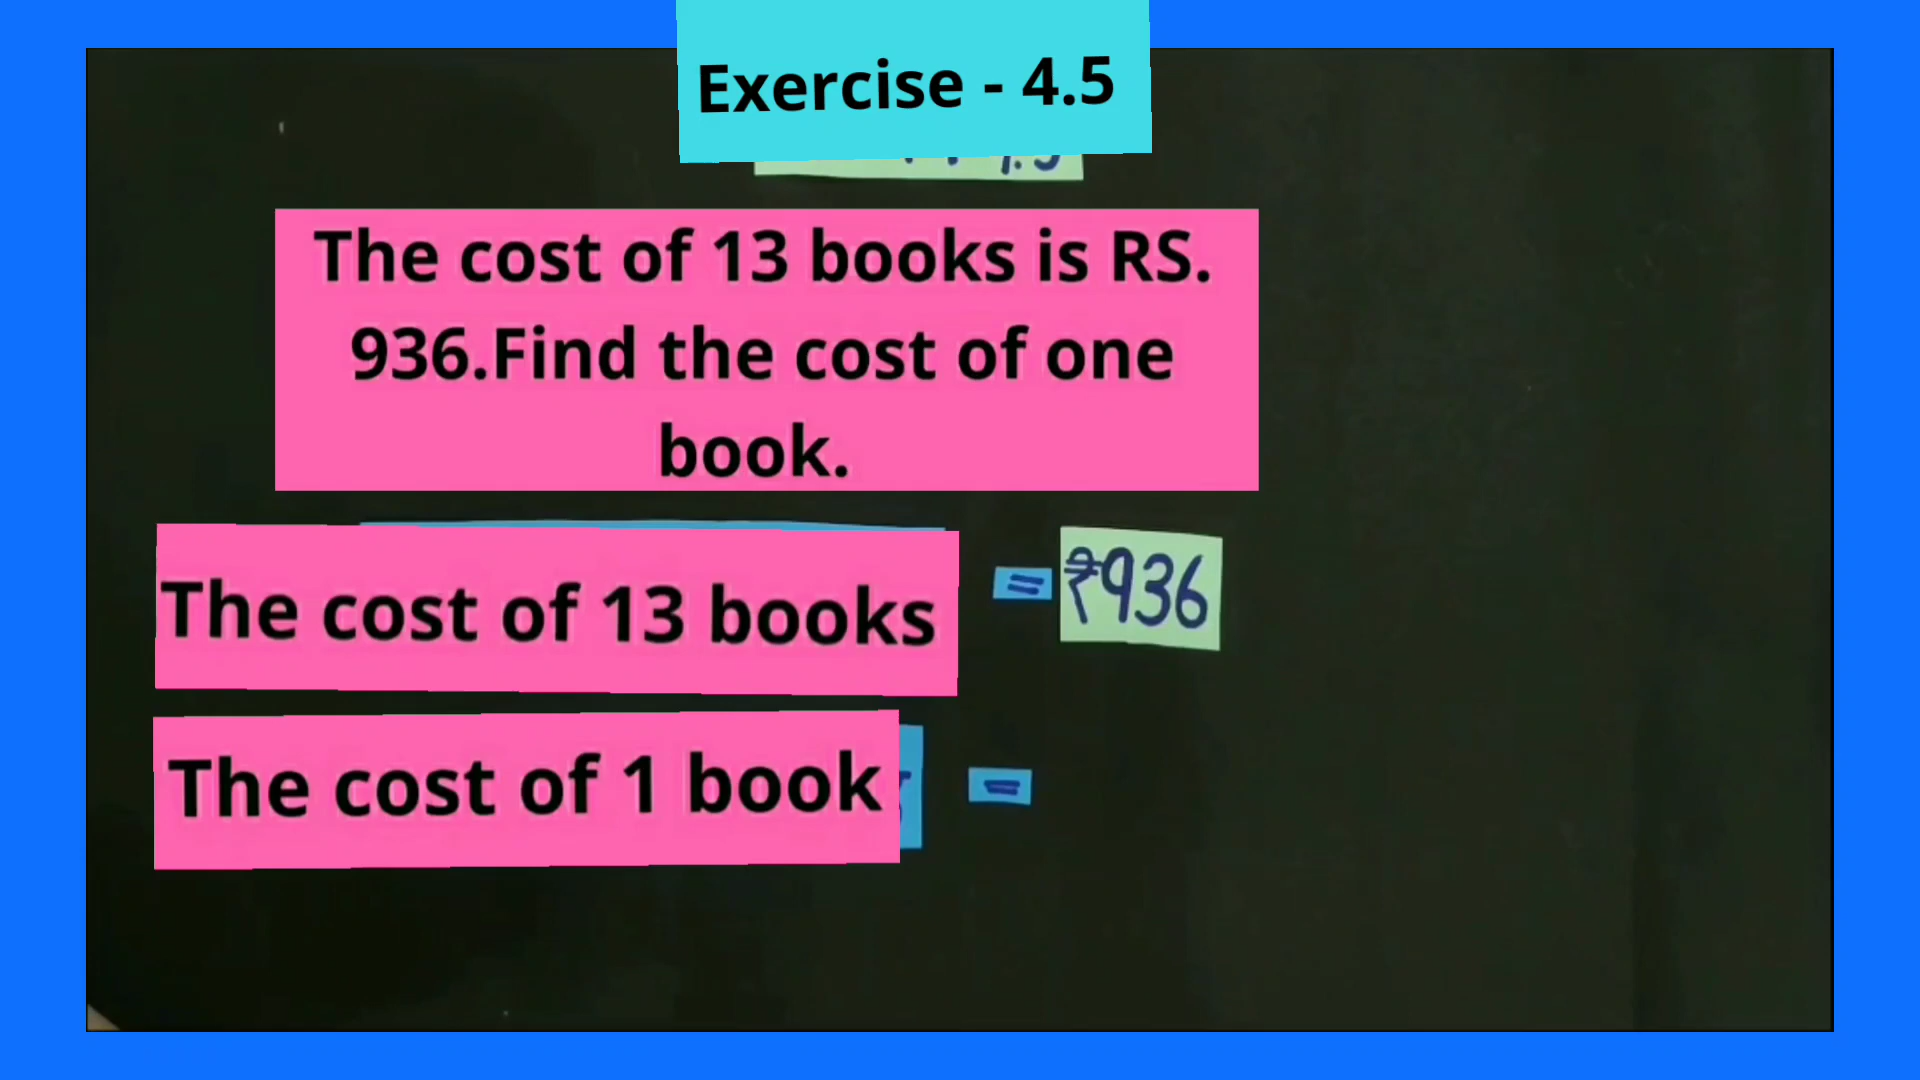 Exercise - 4.5
The cost of 13 books is RS.
936.Find the cost of one
book.
The cost of 13 books = ₹936
The cost of 1 book =